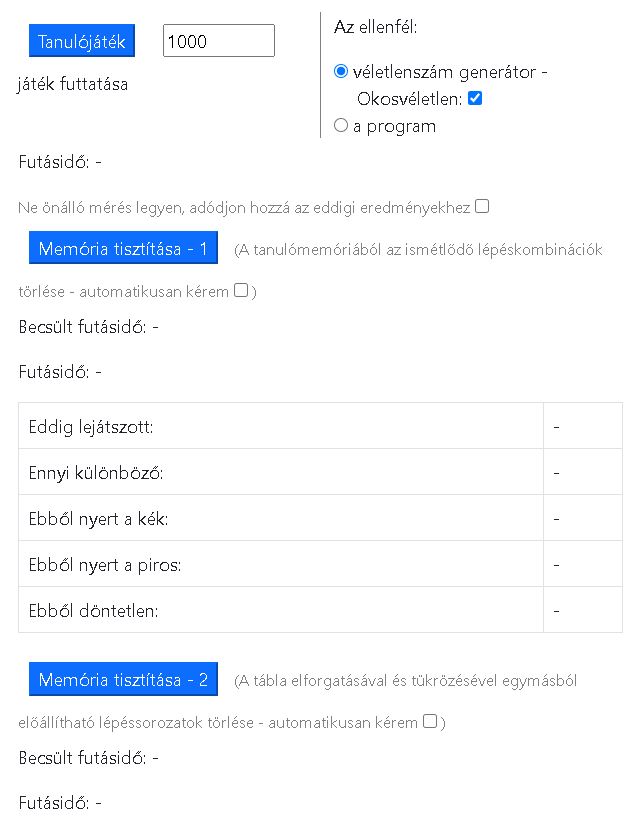 Tanulójáték 1000
játék futtatása
Az ellenfél:
véletlenszám generátor -
Okosvéletlen:
a program
Futásidő: -
Ne önálló mérés legyen, adódjon hozzá az eddigi eredményekhez
Memória tisztítása - 1 (A tanulómemóriából az ismétlődő lépéskombinációk
törlése - automatikusan kérem )
Becsült futásidő: -
Futásidő: -
Eddig lejátszott: -
Ennyi különböző: -
Ebből nyert a kék: -
Ebből nyert a piros: -
Ebből döntetlen: -
Memória tisztítása - 2 (A tábla elforgatásával és tükrözésével egymásból
előállítható lépéssorozatok törlése - automatikusan kérem )
Becsült futásidő: -
Futásidő: -